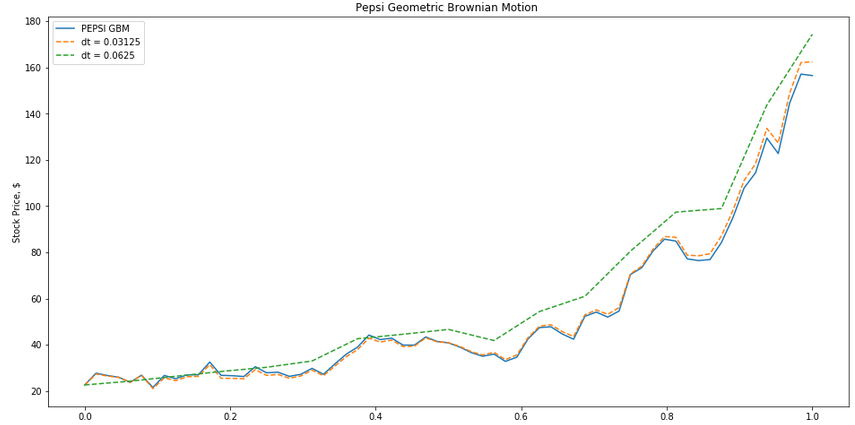 Pepsi Geometric Brownian Motion
PEPSI GBM
dt = 0.03125
dt = 0.0625
Stock Price, $
180
160
140
120
100
80
60
40
20
0.0 0.2 0.4 0.6 0.8 1.0